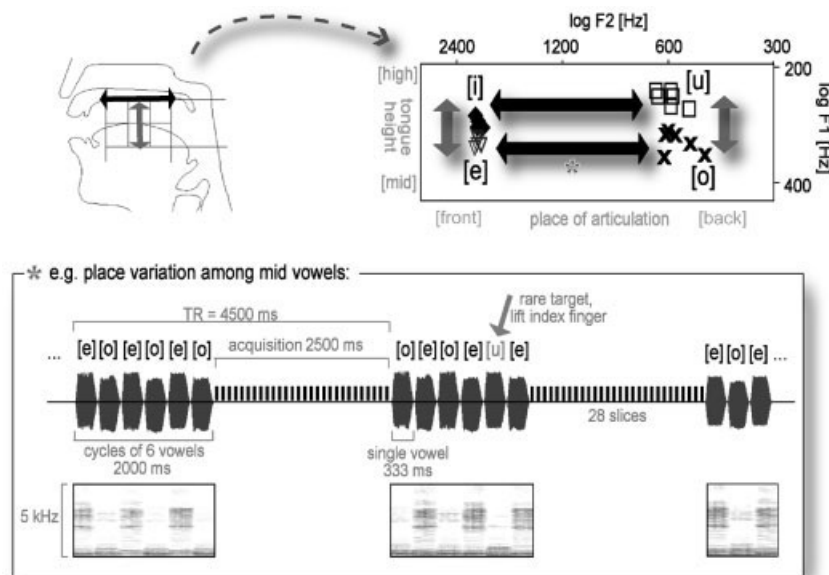 log F2 [Hz]
2400 1200 600 300
[high]
[i]
[u]
200
tongue
height
log F1 [Hz]
[e]
[o]
[mid]
400
[front] place of articulation [back]
* e.g. place variation among mid vowels:
rare target,
lift index finger
TR = 4500 ms
... [e] [o] [e] [o] [e] [o]
acquisition 2500 ms
[o] [e] [o] [e] [u] [e]
[e] [o] [e] ...
28 slices
cycles of 6 vowels
2000 ms
single vowel
333 ms
5 kHz